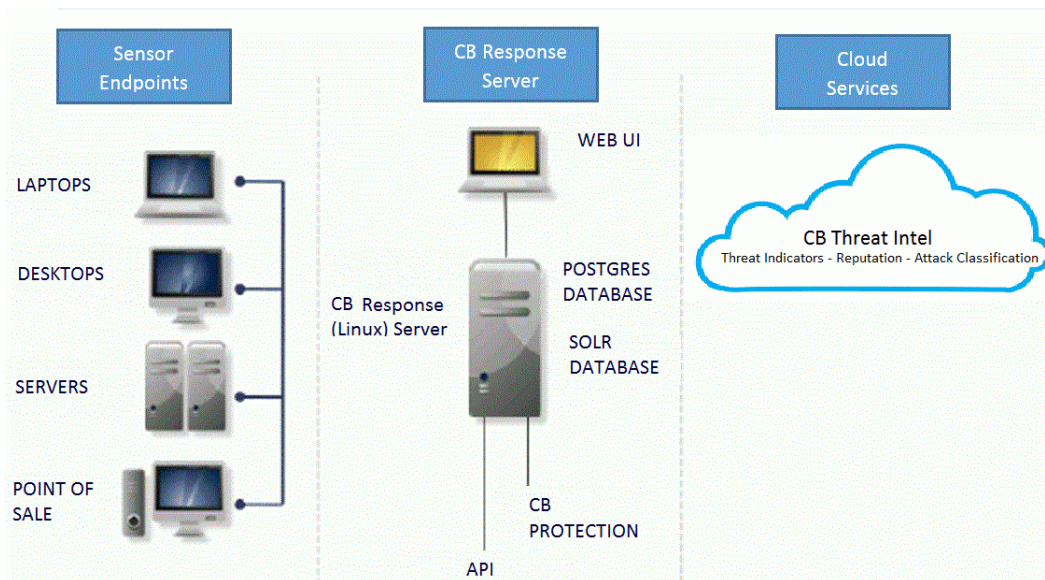 Sensor
Endpoints
CB Response
Server
Cloud
Services
LAPTOPS
DESKTOPS
SERVERS
POINT OF
SALE
WEB UI
CB Response
(Linux) Server
POSTGRES
DATABASE
SOLR
DATABASE
CB
PROTECTION
API
CB Threat Intel
Threat Indicators - Reputation - Attack Classification